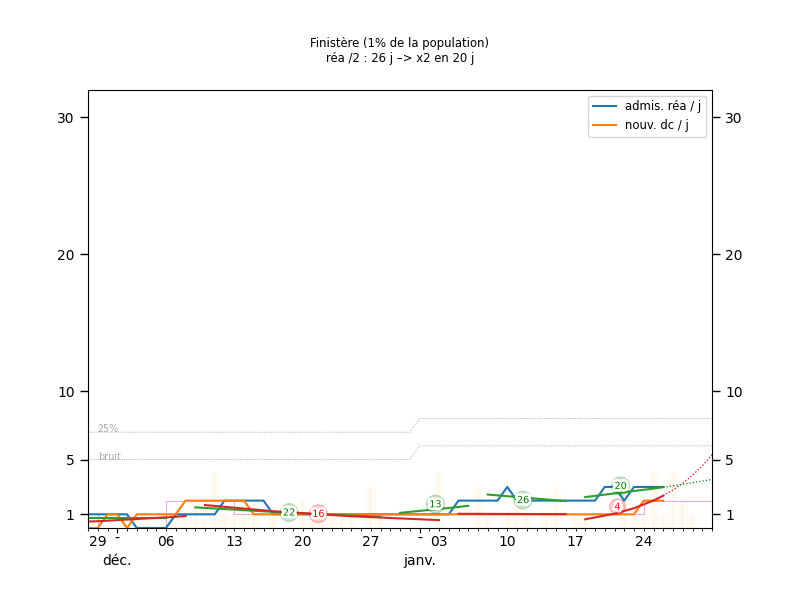 Finistère (1% de la population)
réa /2 : 26 j –> x2 en 20 j
admis. réa / j
nouv. dc / j
30
30
20
20
10
10
25%
5
5
bruit
1
1
22
16
13
26
20
4
29 - 06 13 20 27 - 03 10 17 24
déc. janv.